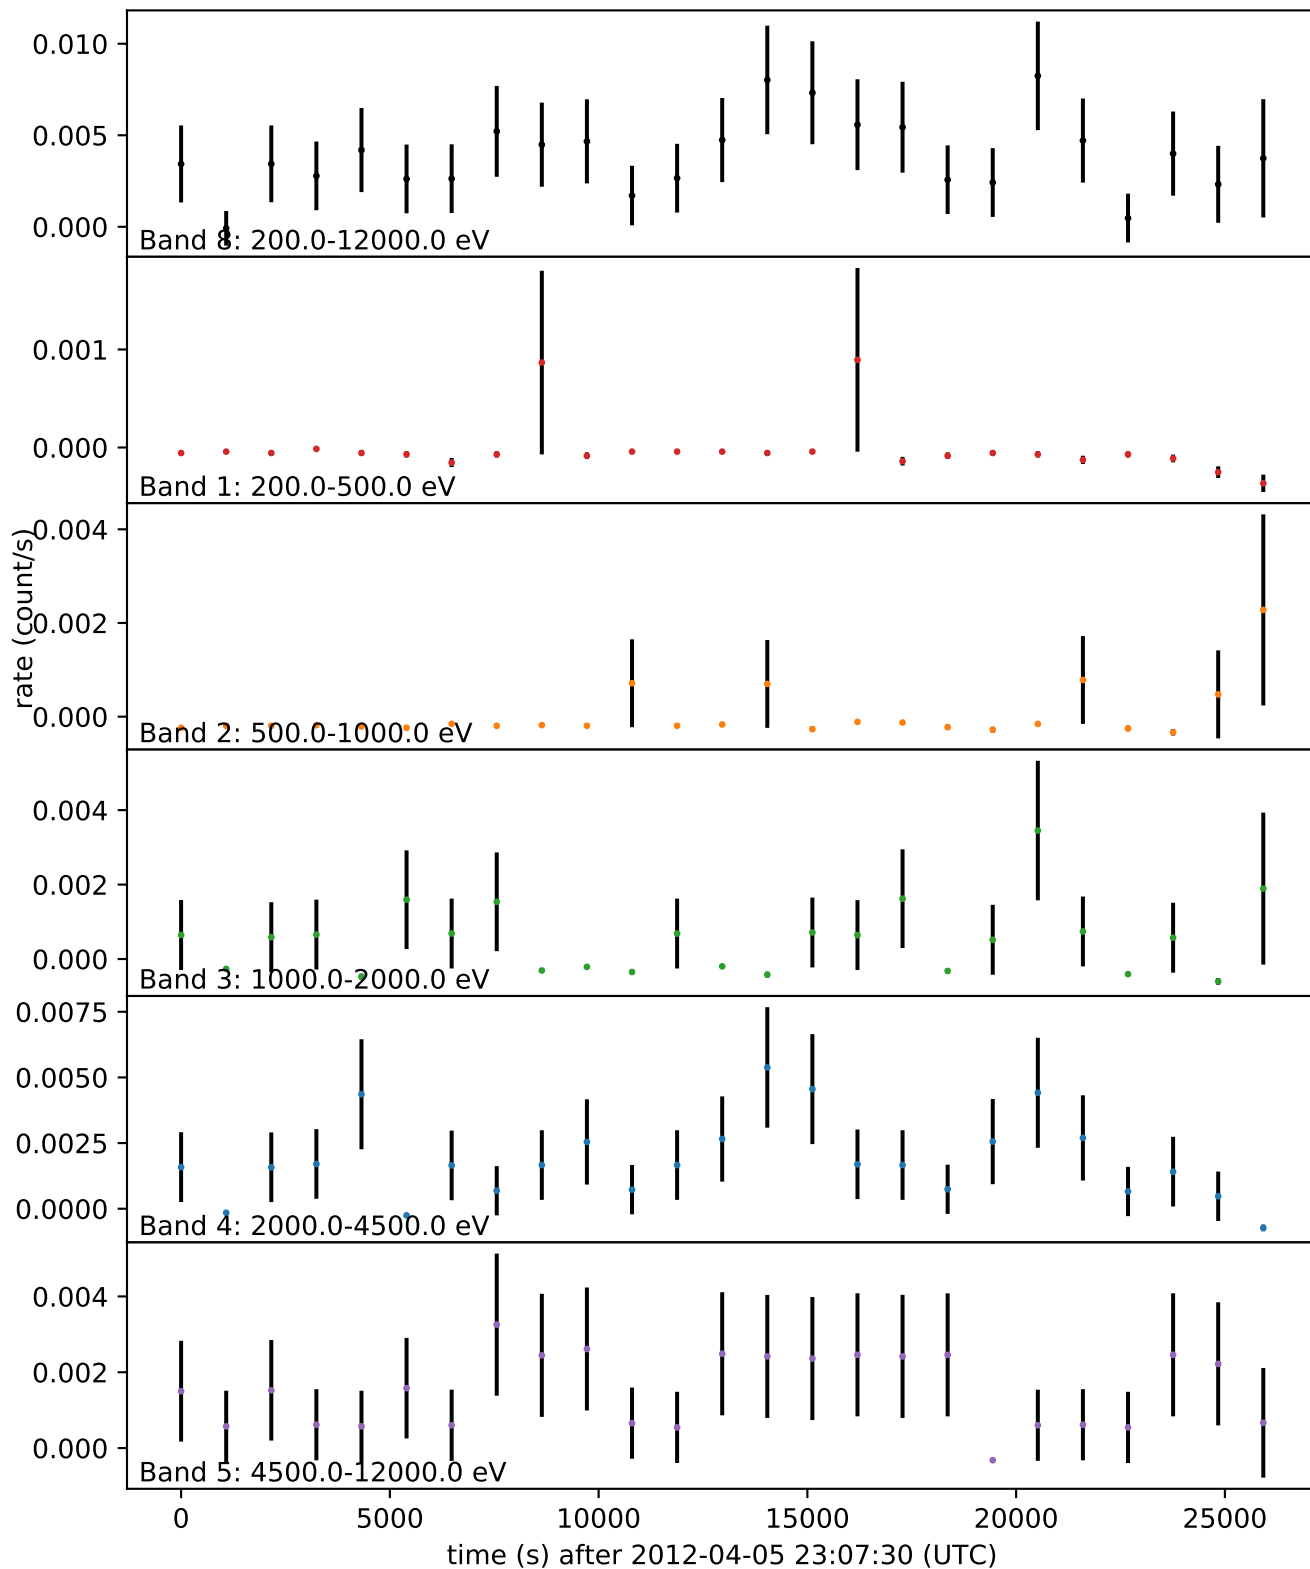 0.010
0.005
0.000
Band 8: 200.0-12000.0 eV
0.001
0.000
Band 1: 200.0-500.0 eV
rate (count/s)
0.004
0.002
0.000
Band 2: 500.0-1000.0 eV
0.004
0.002
0.000
Band 3: 1000.0-2000.0 eV
0.0075
0.0050
0.0025
0.0000
Band 4: 2000.0-4500.0 eV
0.004
0.002
0.000
Band 5: 4500.0-12000.0 eV
0 5000 10000 15000 20000 25000
time (s) after 2012-04-05 23:07:30 (UTC)